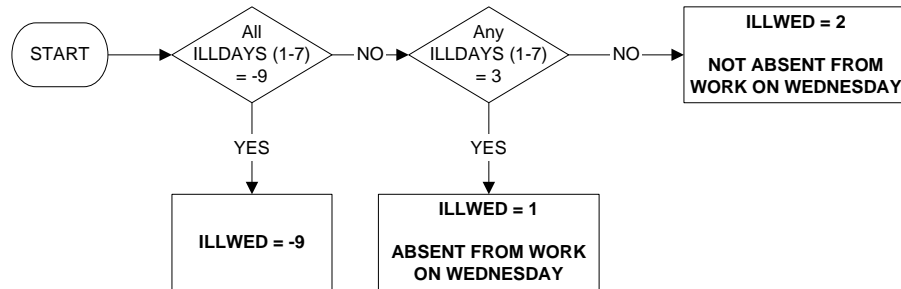 START
All
ILLDAYS (1-7)
= -9
NO
Any
ILLDAYS (1-7)
= 3
NO
ILLWED = 2
NOT ABSENT FROM
WORK ON WEDNESDAY
YES
YES
ILLWED = -9
ILLWED = 1
ABSENT FROM WORK
ON WEDNESDAY